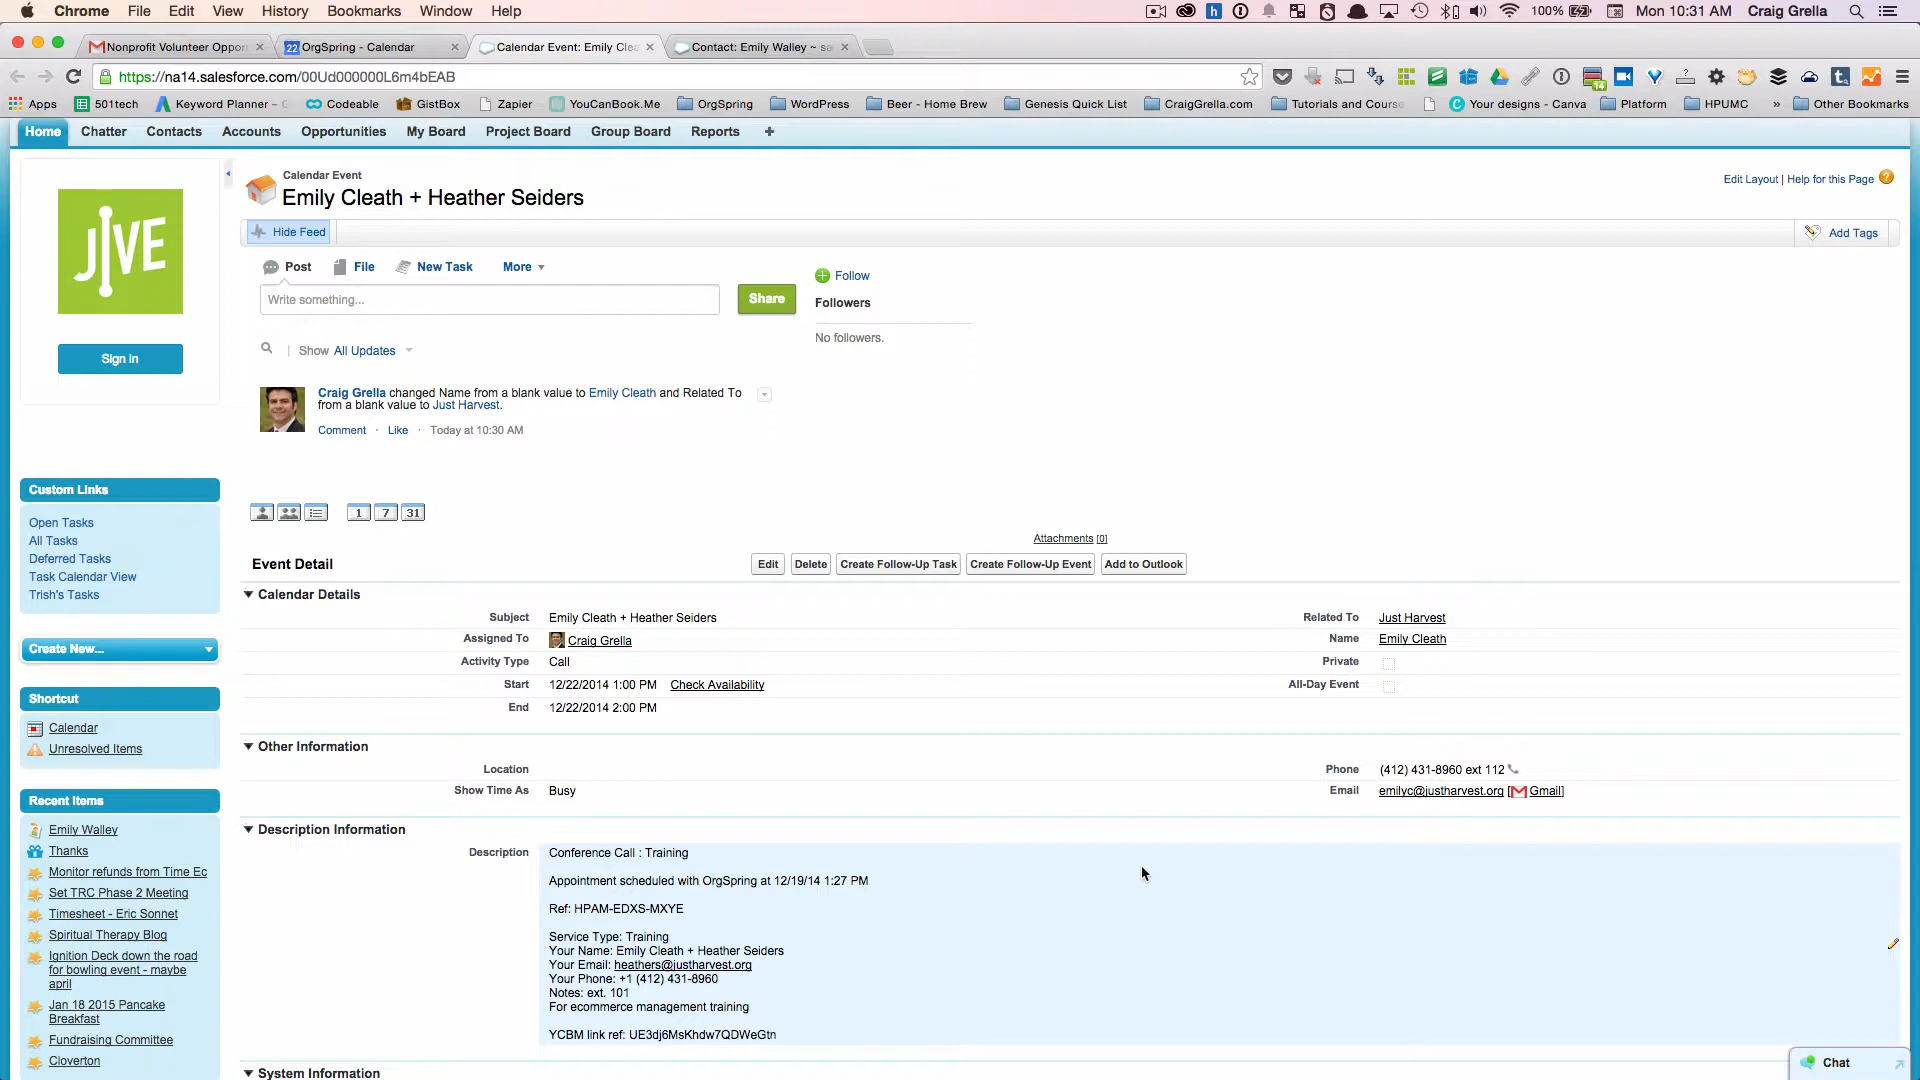 Chrome File Edit View History Bookmarks Window Help 100% Mon 10:31 AM Craig Grella
Nonprofit Volunteer Oppor OrgSpring - Calendar Calendar Event: Emily Clea Contact: Emily Walley ~ sa
https://na14.salesforce.com/00Ud000000L6m4bEAB
Apps 501tech Keyword Planner – G Codeable GistBox Zapier YouCanBook.Me OrgSpring WordPress Beer - Home Brew Genesis Quick List CraigGrella.com Tutorials and Course Your designs - Canva Platform HPUMC » Other Bookmarks
Home Chatter Contacts Accounts Opportunities My Board Project Board Group Board Reports +
JIVE
Sign in
Calendar Event
Emily Cleath + Heather Seiders
Edit Layout | Help for this Page
Hide Feed
Add Tags
Post File New Task More
Write something...
Share
Follow
Followers
No followers.
Show All Updates
Craig Grella changed Name from a blank value to Emily Cleath and Related To
from a blank value to Just Harvest.
Comment · Like · Today at 10:30 AM
Custom Links
Open Tasks
All Tasks
Deferred Tasks
Task Calendar View
Trish's Tasks
Create New...
Shortcut
Calendar
Unresolved Items
Recent Items
Emily Walley
Thanks
Monitor refunds from Time Ec
Set TRC Phase 2 Meeting
Timesheet - Eric Sonnet
Spiritual Therapy Blog
Ignition Deck down the road
for bowling event - maybe
april
Jan 18 2015 Pancake
Breakfast
Fundraising Committee
Cloverton
1 7 31
Attachments [0]
Event Detail
Edit Delete Create Follow-Up Task Create Follow-Up Event Add to Outlook
Calendar Details
Subject Emily Cleath + Heather Seiders Related To Just Harvest
Assigned To Craig Grella Name Emily Cleath
Activity Type Call Private
Start 12/22/2014 1:00 PM Check Availability All-Day Event
End 12/22/2014 2:00 PM
Other Information
Location Phone (412) 431-8960 ext 112
Show Time As Busy Email emilyc@justharvest.org [Gmail]
Description Information
Description Conference Call : Training
Appointment scheduled with OrgSpring at 12/19/14 1:27 PM
Ref: HPAM-EDXS-MXYE
Service Type: Training
Your Name: Emily Cleath + Heather Seiders
Your Email: heathers@justharvest.org
Your Phone: +1 (412) 431-8960
Notes: ext. 101
For ecommerce management training
YCBM link ref: UE3dj6MsKhdw7QDWeGtn
System Information
Chat